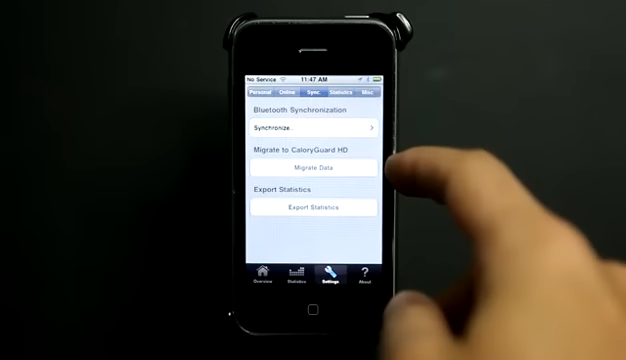 No Service 11:47 AM
Personal Online Sync. Statistics Misc
Bluetooth Synchronization
Synchronize..
Migrate to CaloryGuard HD
Migrate Data
Export Statistics
Export Statistics
Overview Statistics Settings About